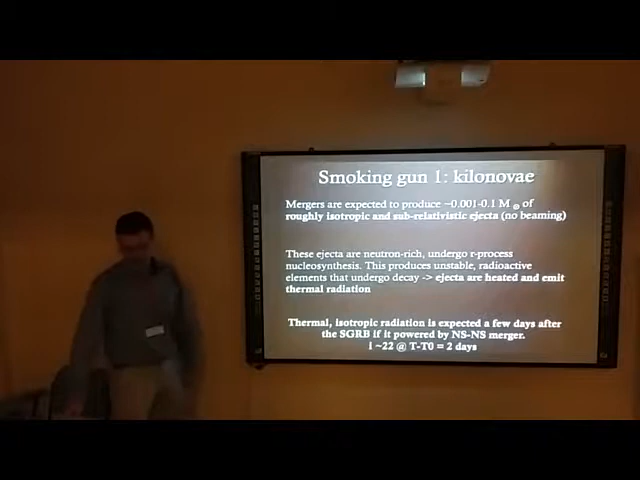 Smoking gun 1: kilonovae
Mergers are expected to produce ~0.001-0.1 M☉ of
roughly isotropic and sub-relativistic ejecta (no beaming)
These ejecta are neutron-rich, undergo r-process
nucleosynthesis. This produces unstable, radioactive
elements that undergo decay -> ejecta are heated and emit
thermal radiation
Thermal, isotropic radiation is expected a few days after
the SGRB if it powered by NS-NS merger.
i ~22 @ T-T0 = 2 days